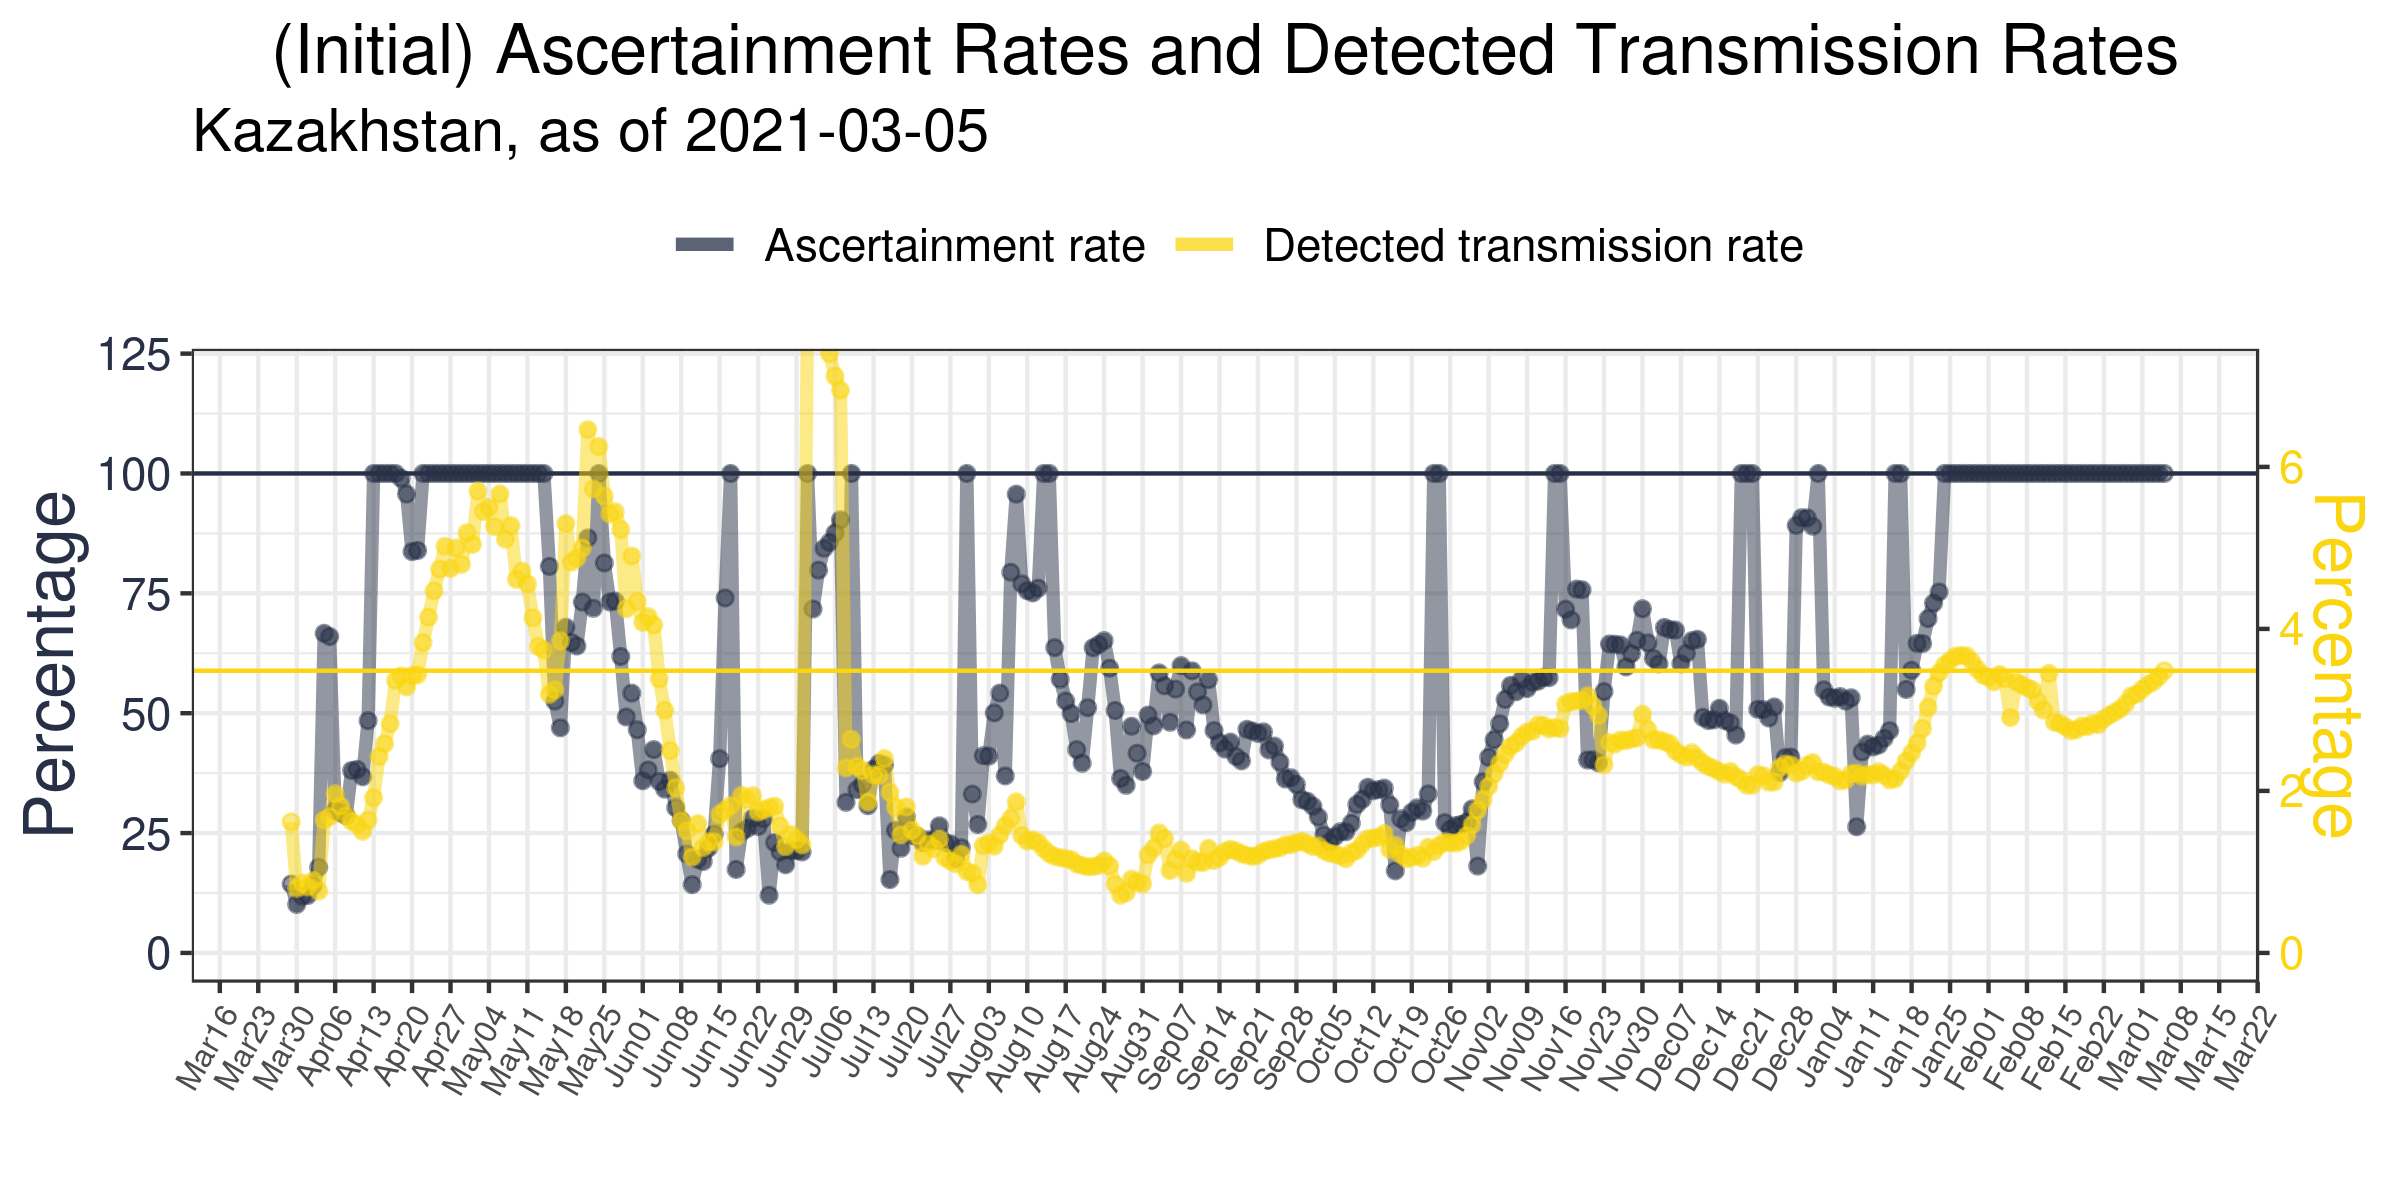 (Initial) Ascertainment Rates and Detected Transmission Rates
Kazakhstan, as of 2021-03-05
Ascertainment rate
Detected transmission rate
125
100
75
50
25
0
Percentage
6
4
2
0
Percentage
Mar16
Mar23
Mar30
Apr06
Apr13
Apr20
Apr27
May04
May11
May18
May25
Jun01
Jun08
Jun15
Jun22
Jun29
Jul06
Jul13
Jul20
Jul27
Aug03
Aug10
Aug17
Aug24
Aug31
Sep07
Sep14
Sep21
Sep28
Oct05
Oct12
Oct19
Oct26
Nov02
Nov09
Nov16
Nov23
Nov30
Dec07
Dec14
Dec21
Dec28
Dec04
Jan11
Jan18
Jan25
Feb01
Feb08
Feb15
Feb22
Mar01
Mar08
Mar15
Mar22